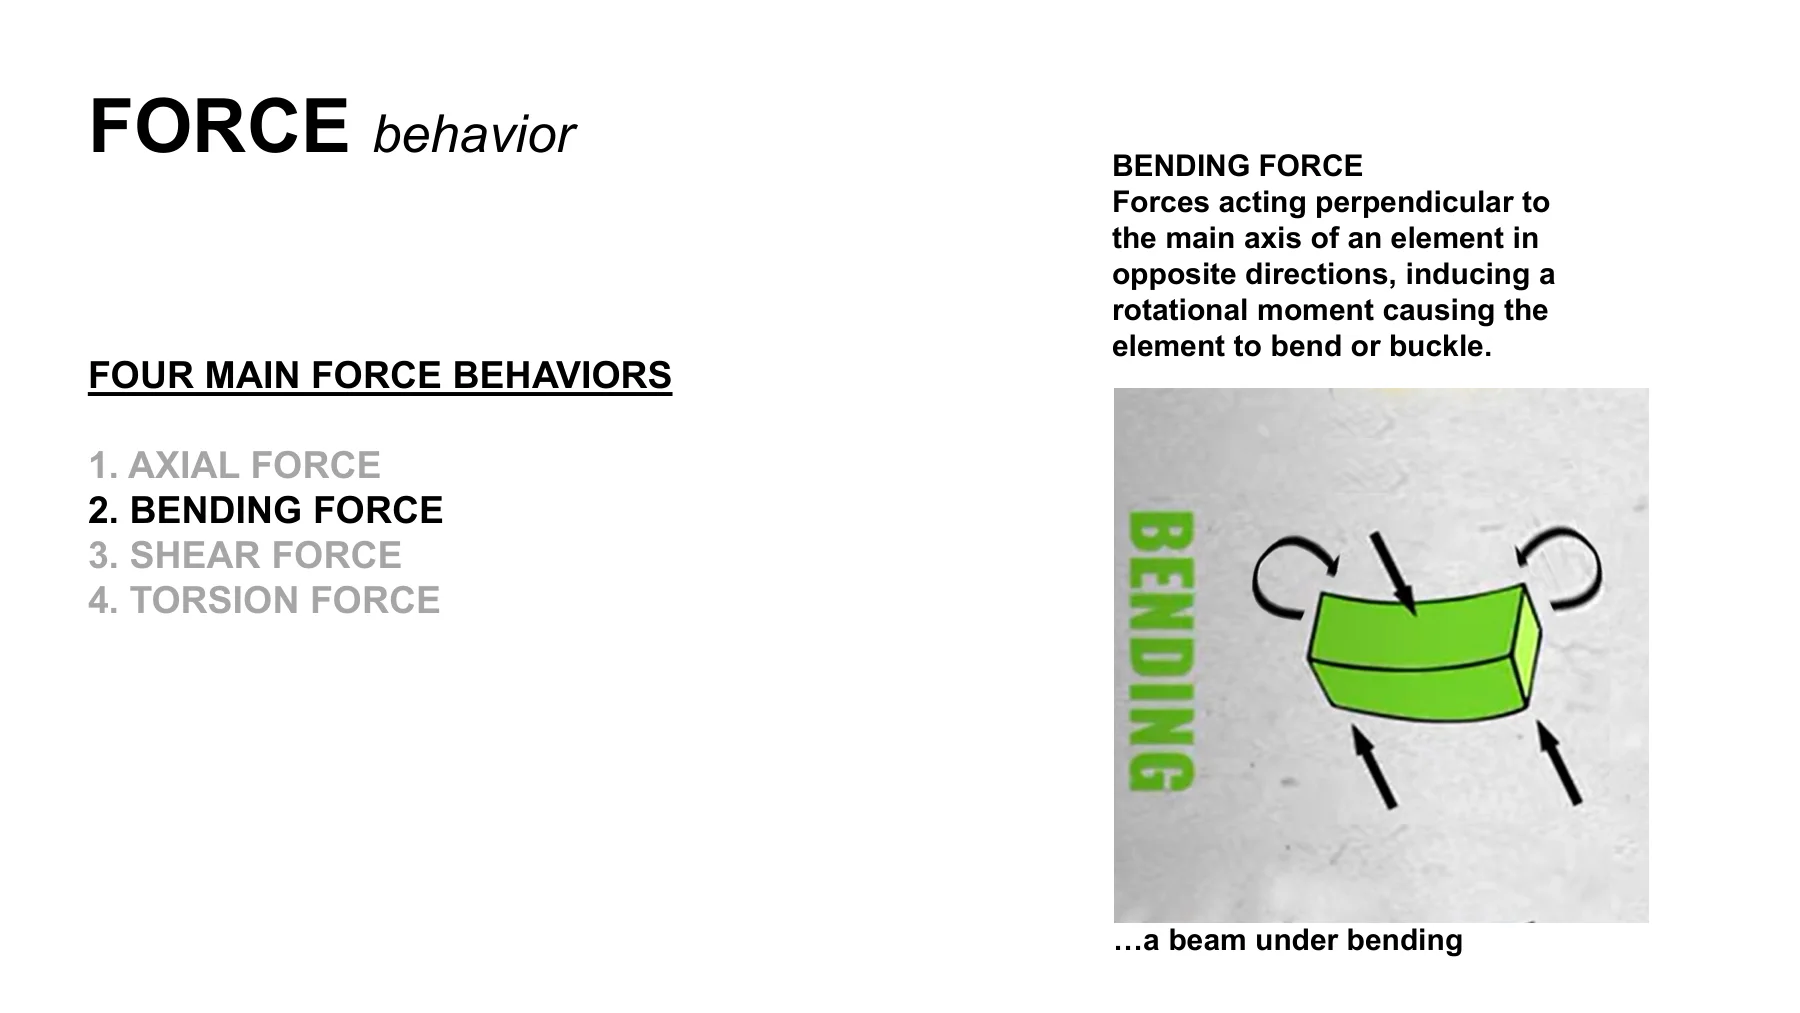 FORCE behavior
FOUR MAIN FORCE BEHAVIORS
1. AXIAL FORCE
2. BENDING FORCE
3. SHEAR FORCE
4. TORSION FORCE
BENDING FORCE
Forces acting perpendicular to
the main axis of an element in
opposite directions, inducing a
rotational moment causing the
element to bend or buckle.
BENDING
…a beam under bending